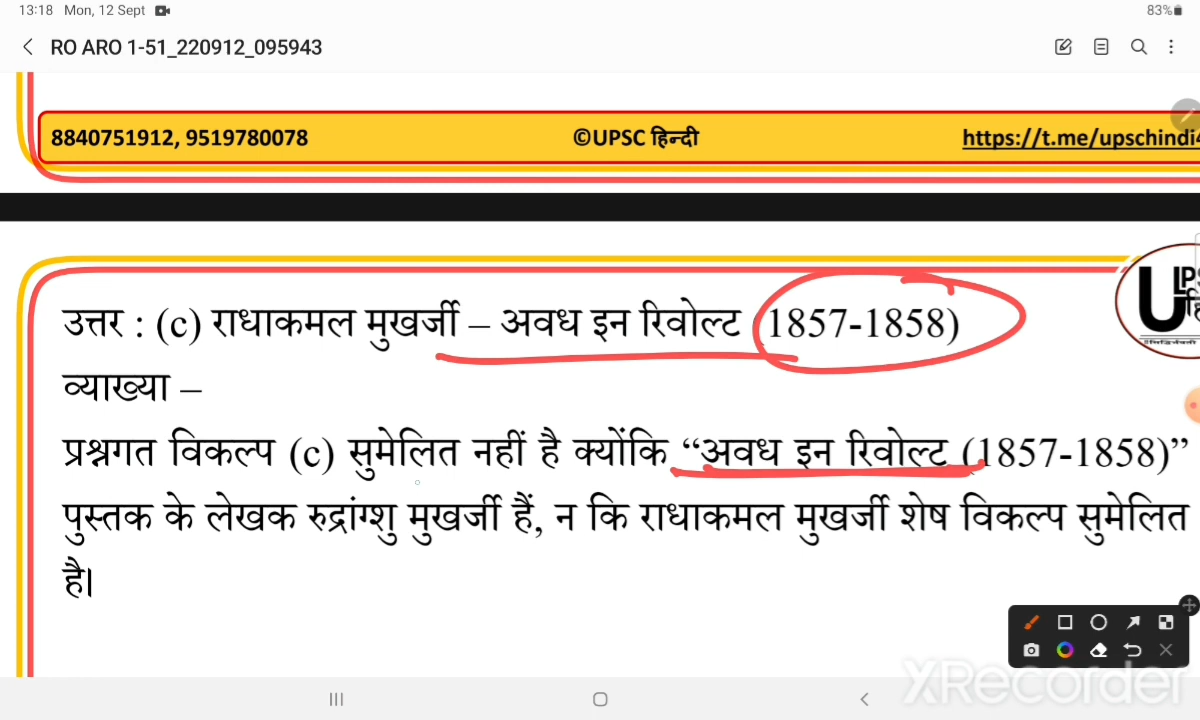 13:18 Mon, 12 Sept 83%
RO ARO 1-51_220912_095943
8840751912, 9519780078 ©UPSC हिन्दी https://t.me/upschindi4
उत्तर : (c) राधाकमल मुखर्जी – अवध इन रिवोल्ट (1857-1858)
व्याख्या –
प्रश्नगत विकल्प (c) सुमेलित नहीं है क्योंकि “अवध इन रिवोल्ट (1857-1858)”
पुस्तक के लेखक रुद्रांग्शु मुखर्जी हैं, न कि राधाकमल मुखर्जी शेष विकल्प सुमेलित
है।
XRecorder